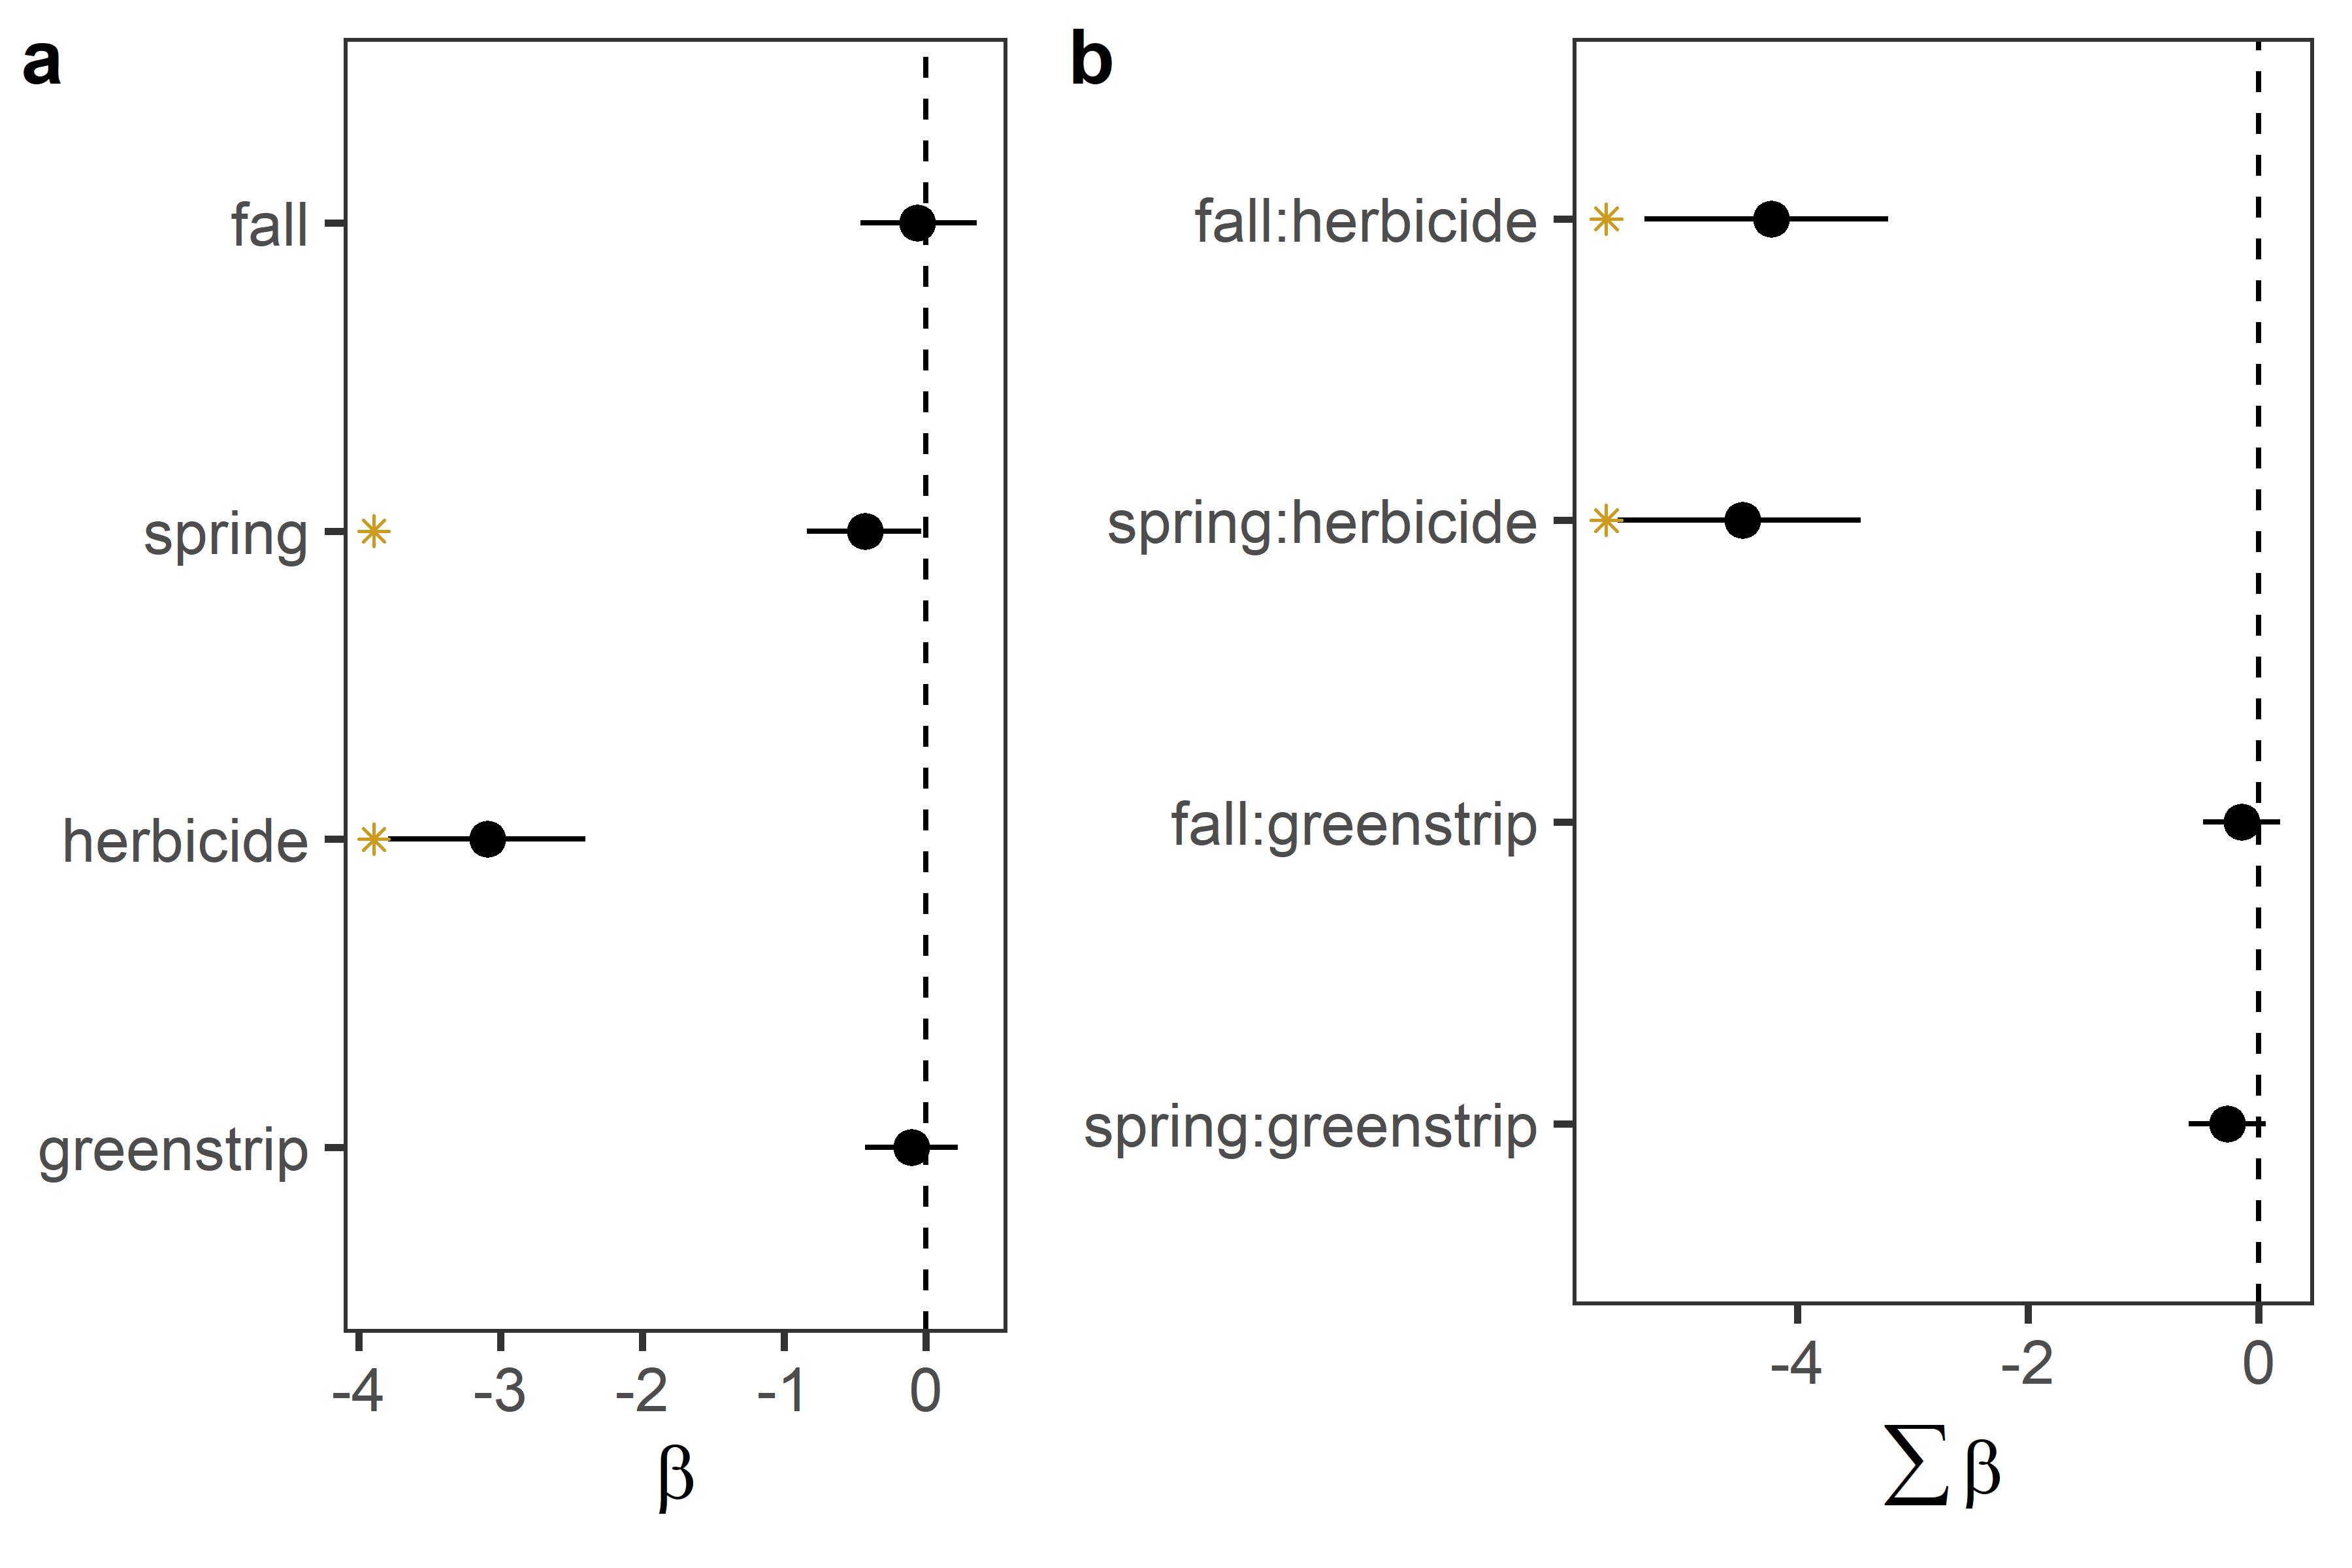 a
fall
spring
herbicide
greenstrip
-4 -3 -2 -1 0
β
b
fall:herbicide
spring:herbicide
fall:greenstrip
spring:greenstrip
-4 -2 0
∑ β